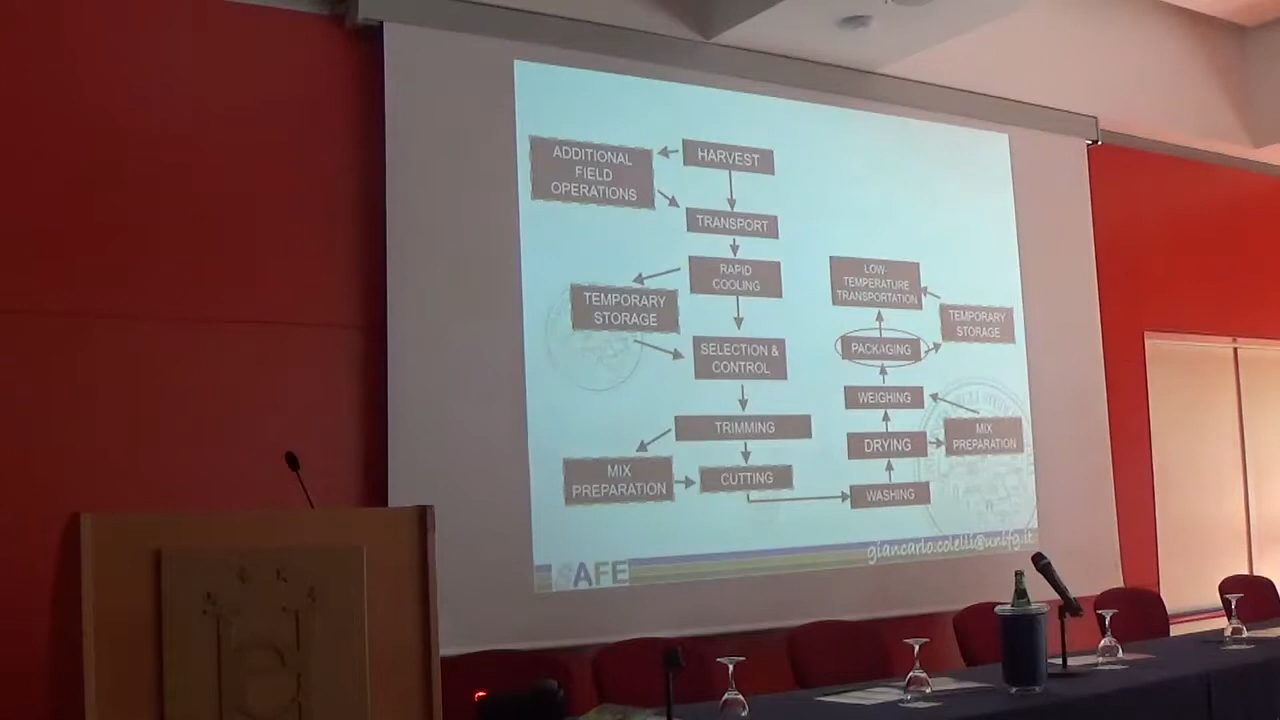 HARVEST
ADDITIONAL
FIELD
OPERATIONS
TRANSPORT
RAPID
COOLING
TEMPORARY
STORAGE
SELECTION &
CONTROL
TRIMMING
MIX
PREPARATION
CUTTING
LOW-
TEMPERATURE
TRANSPORTATION
TEMPORARY
STORAGE
PACKAGING
WEIGHING
MIX
PREPARATION
DRYING
WASHING
giancarlo.colelli@unifg.it
SAFE